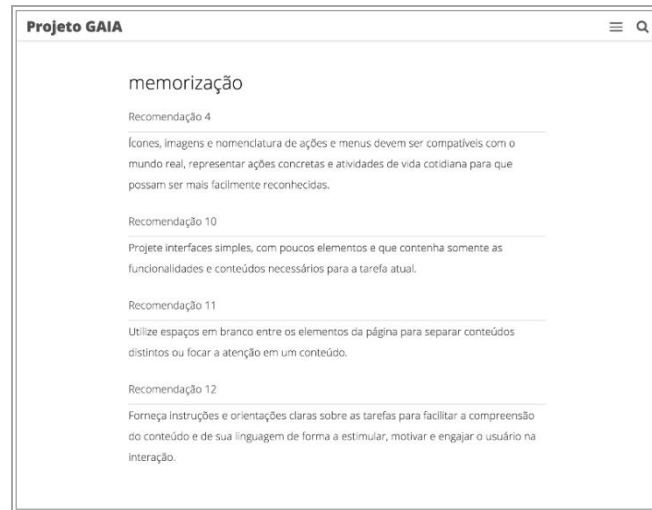 Projeto GAIA
memorização
Recomendação 4
Ícones, imagens e nomenclatura de ações e menus devem ser compatíveis com o
mundo real, representar ações concretas e atividades de vida cotidiana para que
possam ser mais facilmente reconhecidas.
Recomendação 10
Projete interfaces simples, com poucos elementos e que contenha somente as
funcionalidades e conteúdos necessários para a tarefa atual.
Recomendação 11
Utilize espaços em branco entre os elementos da página para separar conteúdos
distintos ou focar a atenção em um conteúdo.
Recomendação 12
Forneça instruções e orientações claras sobre as tarefas para facilitar a compreensão
do conteúdo e de sua linguagem de forma a estimular, motivar e engajar o usuário na
interação.